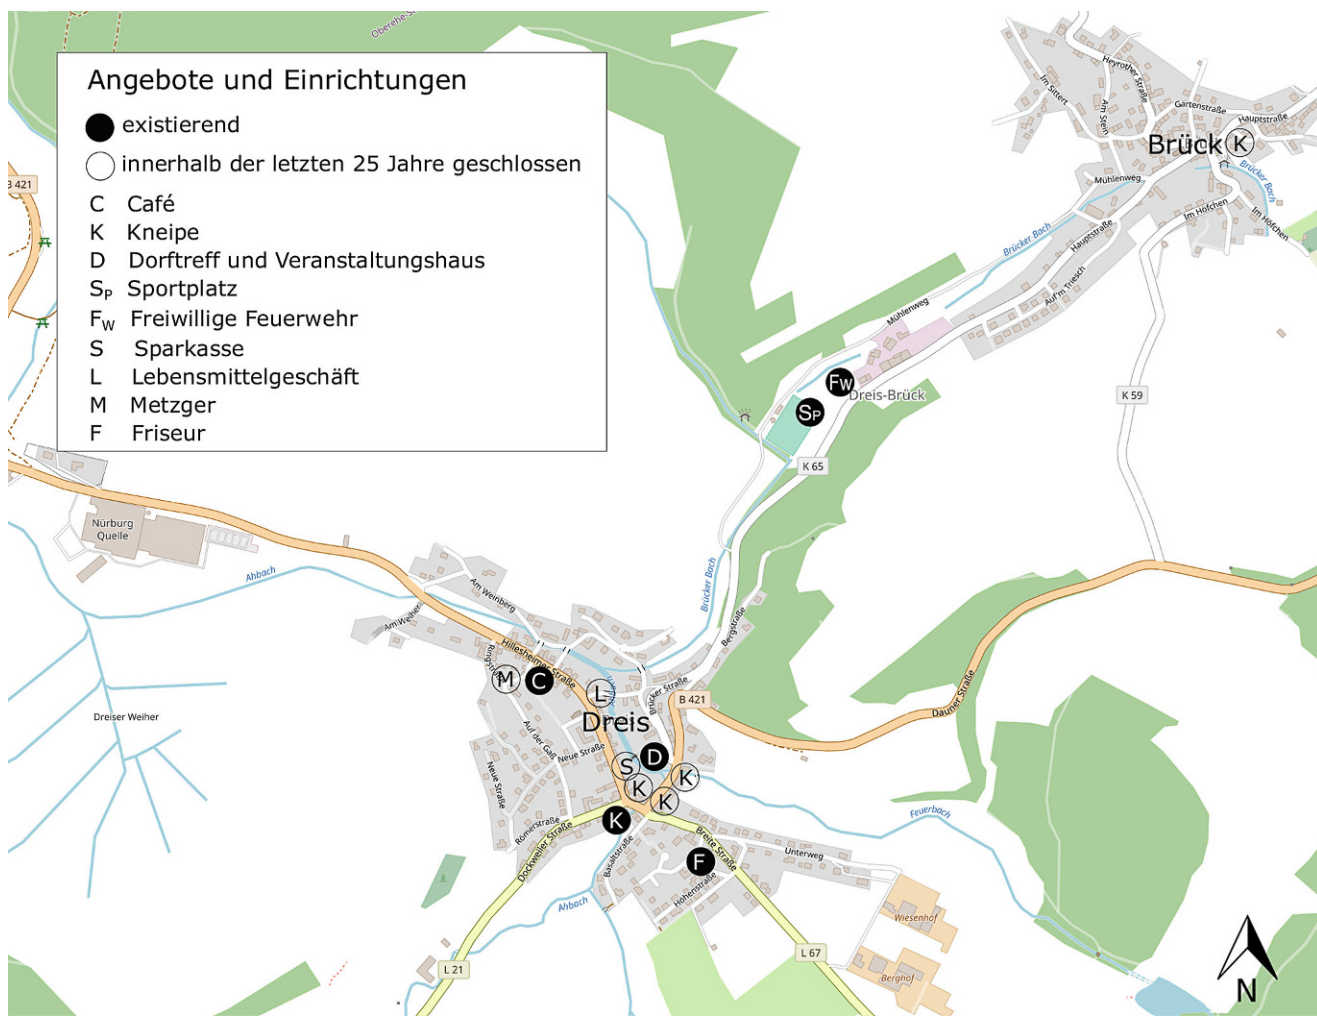 Oberehe-S
Angebote und Einrichtungen
existierend
innerhalb der letzten 25 Jahre geschlossen
C Café
K Kneipe
D Dorftreff und Veranstaltungshaus
SP Sportplatz
FW Freiwillige Feuerwehr
S Sparkasse
L Lebensmittelgeschäft
M Metzger
F Friseur
B 421
Heyrother Straße
Im Sittert
Am Stein
Gartenstraße
Hauptstraße
Brück
K
Mühlenweg
Brücker Bach
Im Höfchen
Im Höfchen
Hauptstraße
Brücker Bach
Auf'm Triesch
Mühlenweg
FW
Dreis-Brück
SP
K 59
K 65
Nürburg
Quelle
Ahbach
Am Weinberg
Am Weiher
Brücker Bach
Bergstraße
Hillesheimer Straße
Ringstraße
M
C
L
Ahbach
Brücker Straße
B 421
Dauner Straße
Dreiser Weiher
Dreis
Auf der Gaß
Neue Straße
D
S
K
K
K
Neue Straße
Römerstraße
K
Dockweiler Straße
Basaltstraße
Breite Straße
Feuerbach
Unterweg
F
Höhenstraße
Ahbach
Wiesenhof
L 67
L 21
Berghof
N